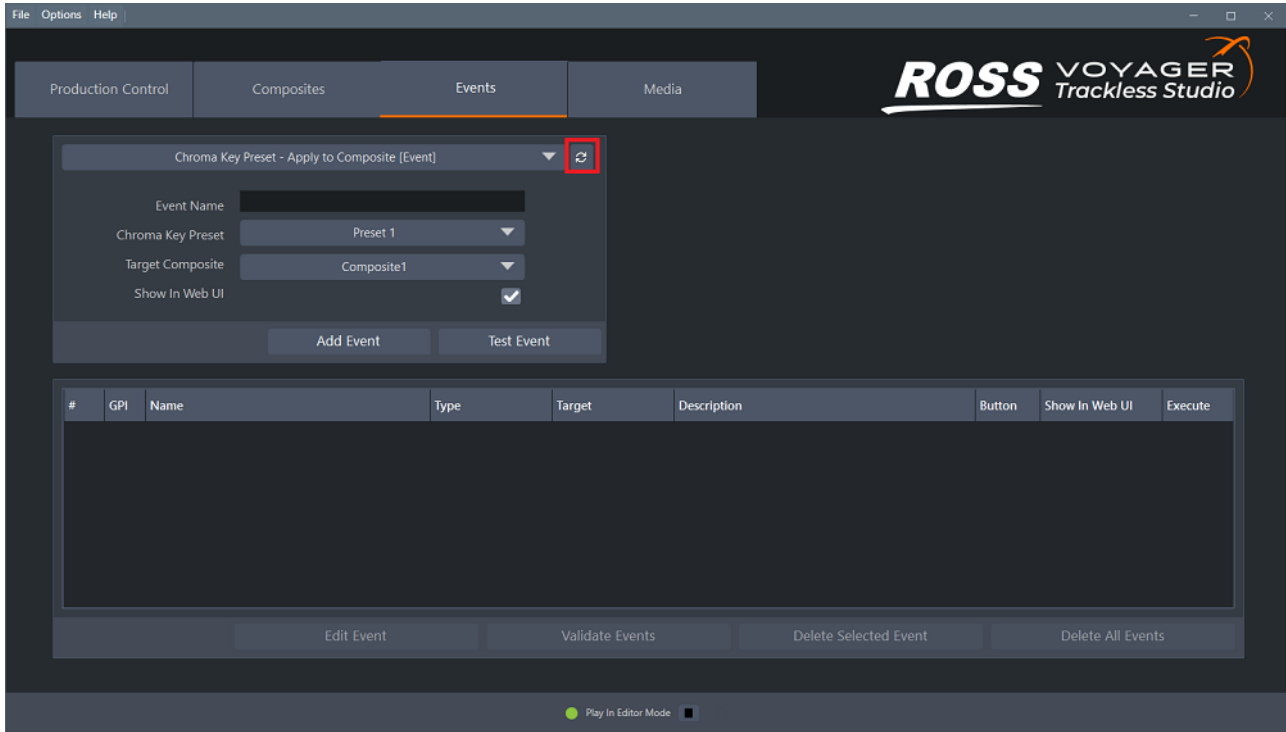 File Options Help
ROSS VOYAGER
Trackless Studio
Production Control Composites Events Media
Chroma Key Preset - Apply to Composite [Event]
Event Name
Chroma Key Preset Preset 1
Target Composite Composite1
Show In Web UI
Add Event Test Event
# GPI Name Type Target Description Button Show In Web UI Execute
Edit Event Validate Events Delete Selected Event Delete All Events
Play In Editor Mode